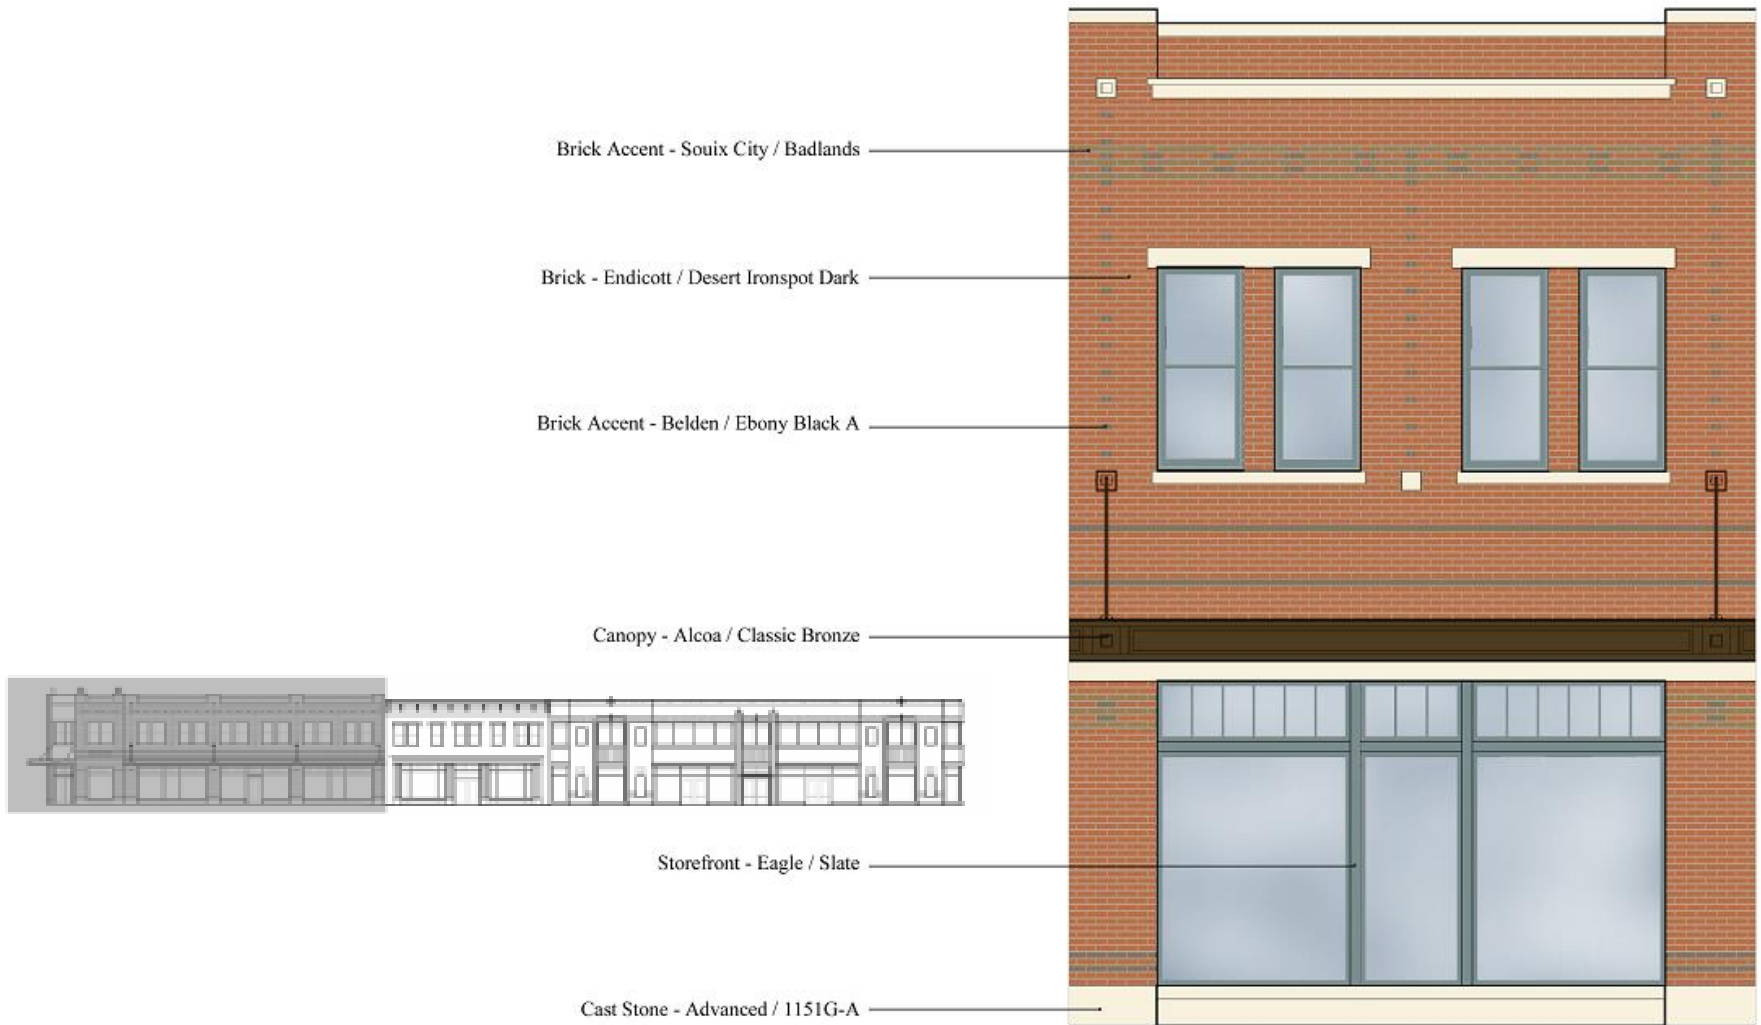 Brick Accent - Souix City / Badlands
Brick - Endicott / Desert Ironspot Dark
Brick Accent - Belden / Ebony Black A
Canopy - Alcoa / Classic Bronze
Storefront - Eagle / Slate
Cast Stone - Advanced / 1151G-A